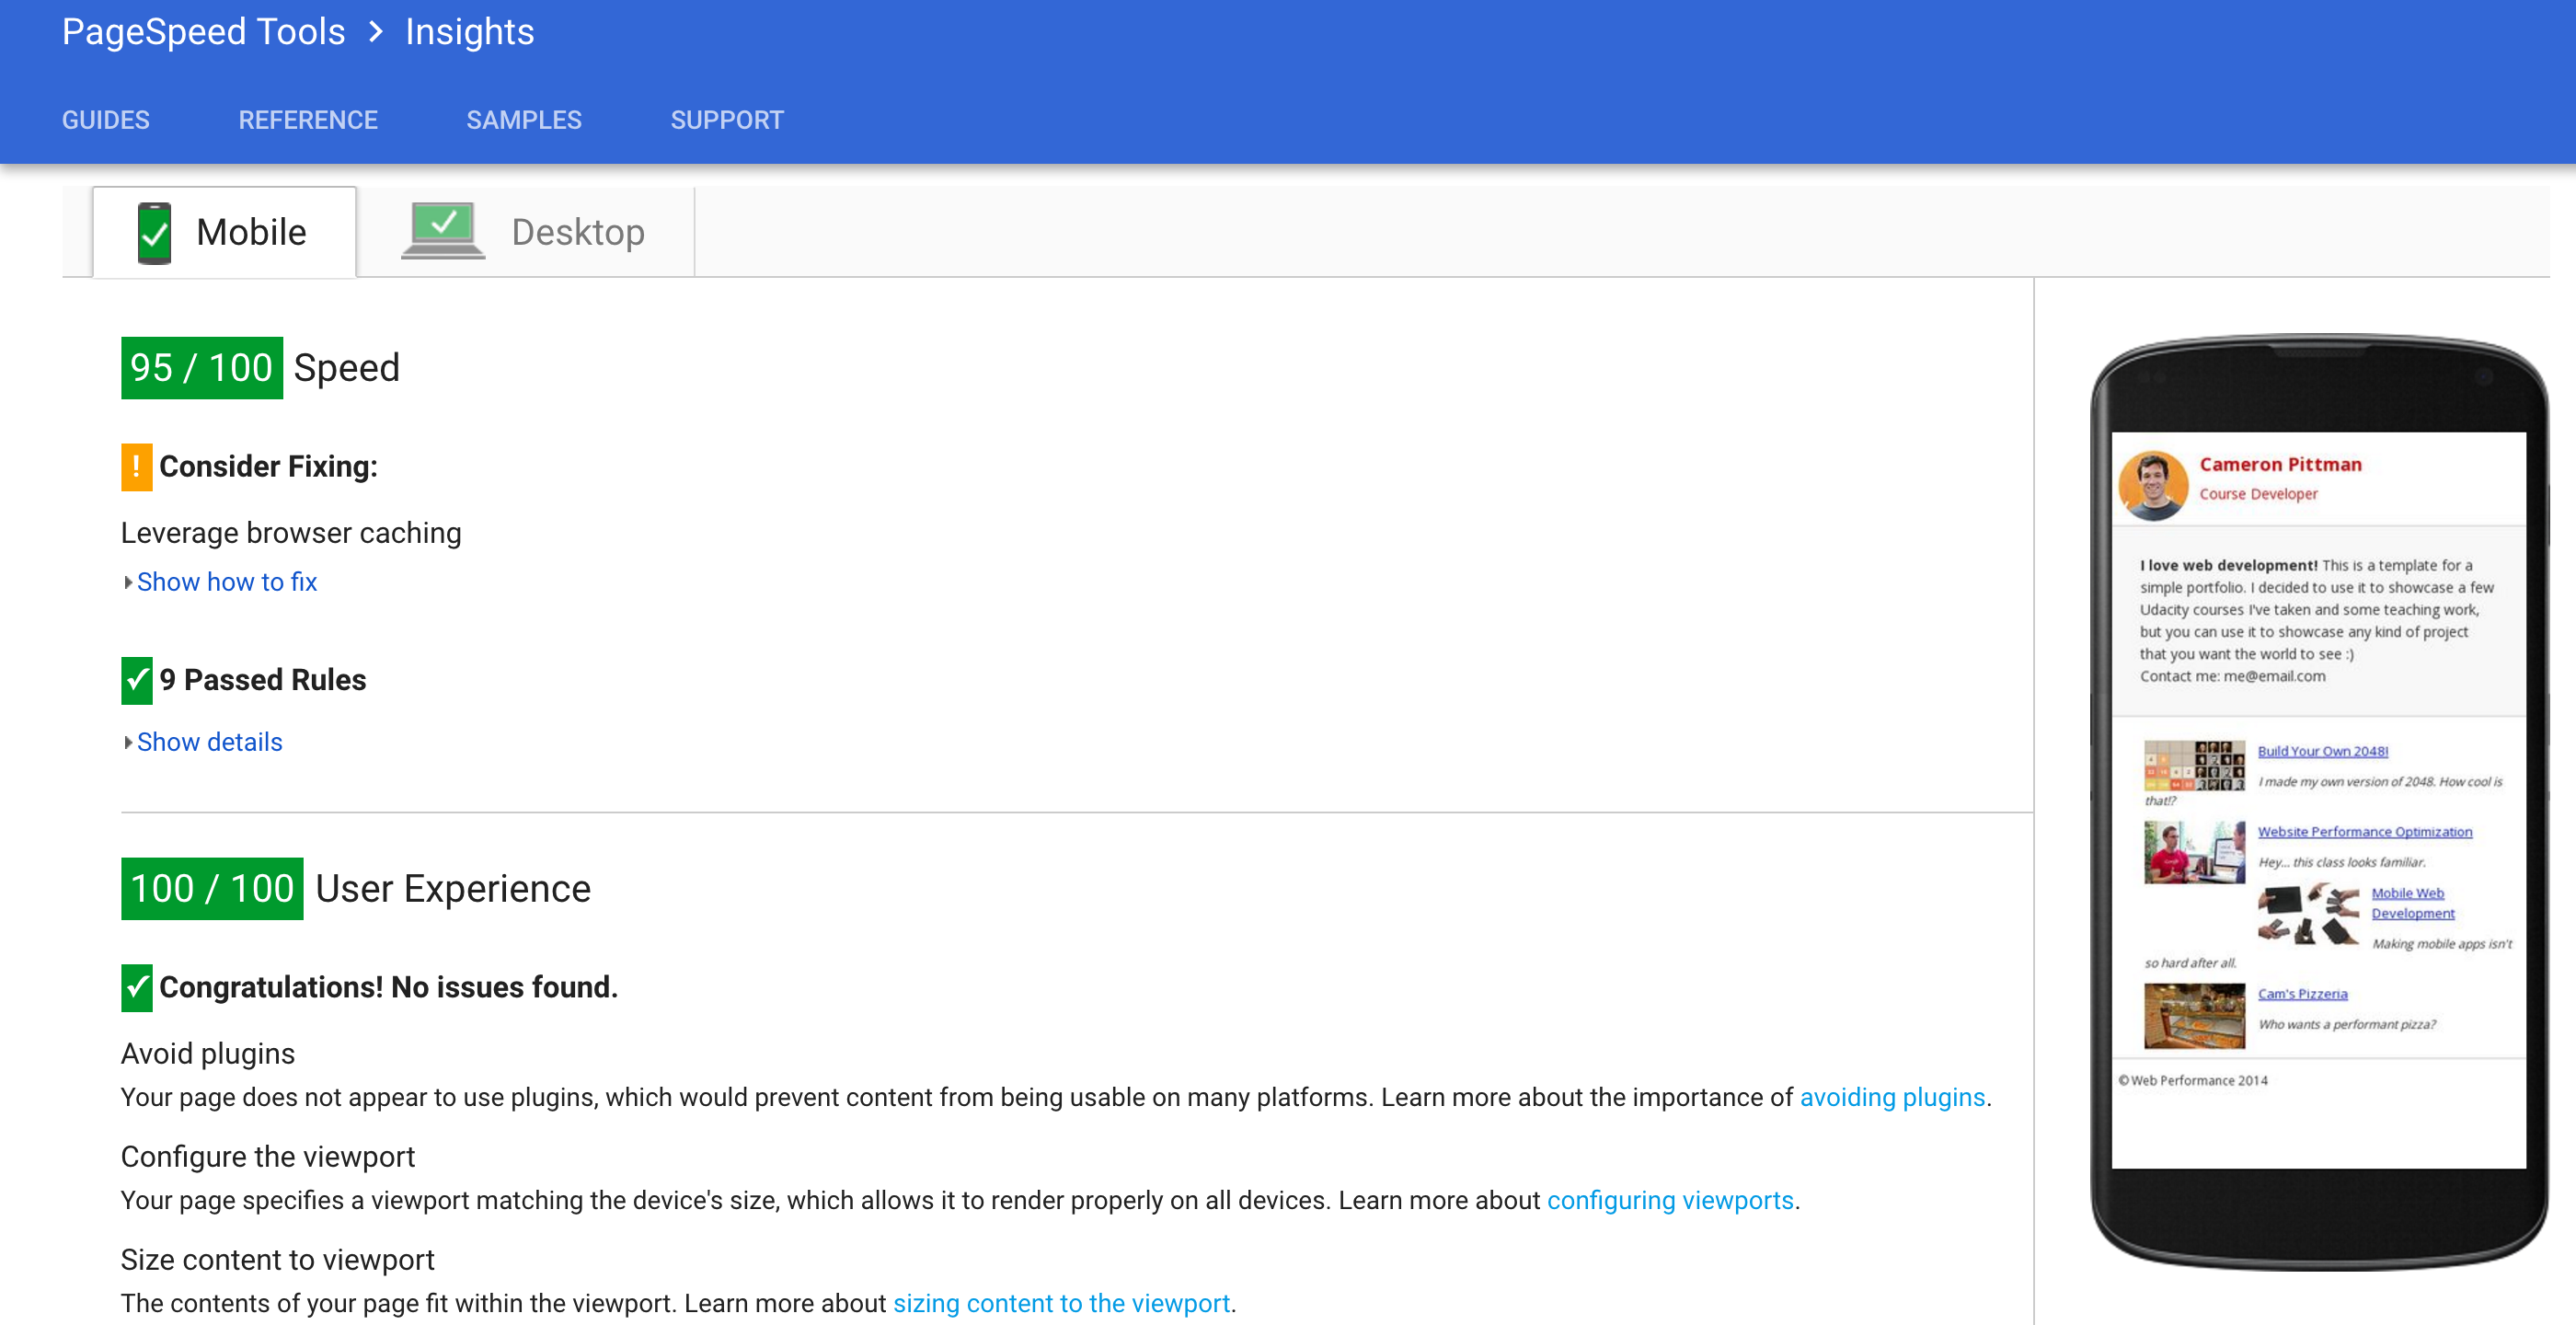 PageSpeed Tools > Insights
GUIDES REFERENCE SAMPLES SUPPORT
Mobile Desktop
95 / 100 Speed
! Consider Fixing:
Leverage browser caching
Show how to fix
9 Passed Rules
Show details
100 / 100 User Experience
Congratulations! No issues found.
Avoid plugins
Your page does not appear to use plugins, which would prevent content from being usable on many platforms. Learn more about the importance of avoiding plugins.
Configure the viewport
Your page specifies a viewport matching the device's size, which allows it to render properly on all devices. Learn more about configuring viewports.
Size content to viewport
The contents of your page fit within the viewport. Learn more about sizing content to the viewport.
Cameron Pittman
Course Developer
I love web development! This is a template for a
simple portfolio. I decided to use it to showcase a few
Udacity courses I've taken and some teaching work,
but you can use it to showcase any kind of project
that you want the world to see :)
Contact me: me@email.com
Build Your Own 2048!
I made my own version of 2048. How cool is
that!?
Website Performance Optimization
Hey... this class looks familiar.
Mobile Web
Development
Making mobile apps isn't
so hard after all.
Cam's Pizzeria
Who wants a performant pizza?
© Web Performance 2014